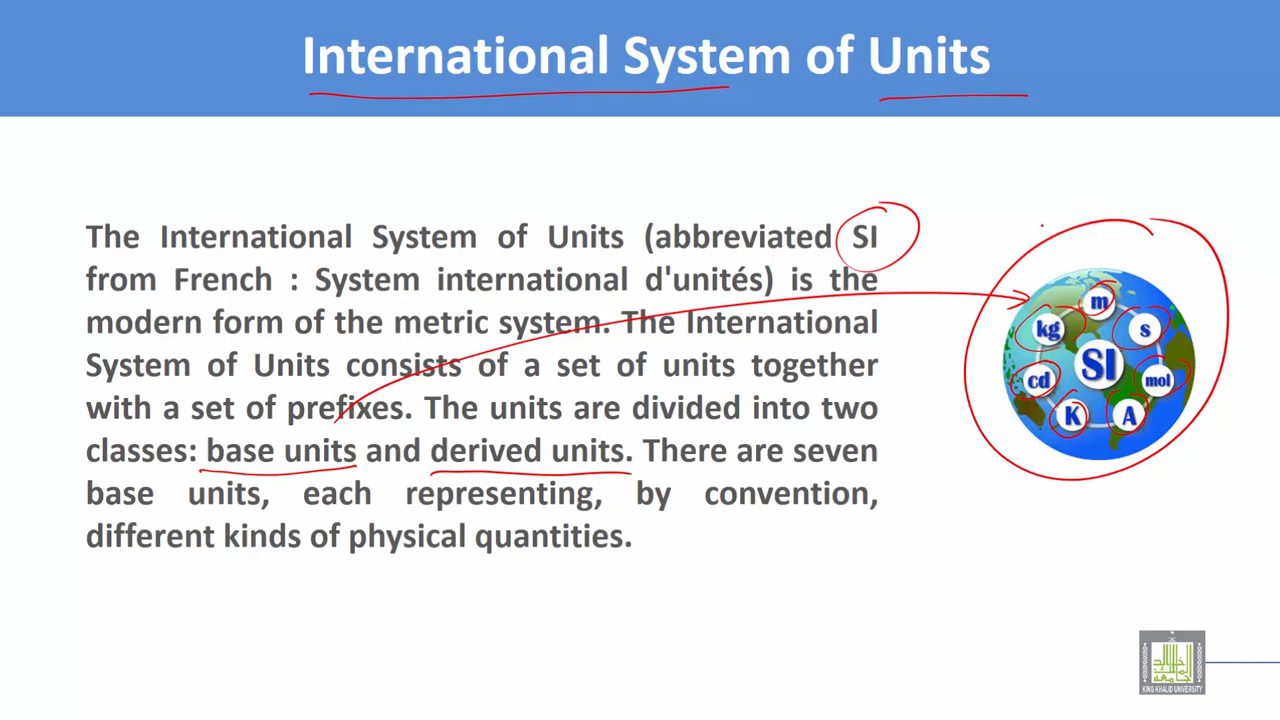 International System of Units
The International System of Units (abbreviated SI
from French : System international d'unités) is the
modern form of the metric system. The International
System of Units consists of a set of units together
with a set of prefixes. The units are divided into two
classes: base units and derived units. There are seven
base units, each representing, by convention,
different kinds of physical quantities.
m
kg
s
SI
cd
mol
K
A
KING KHALID UNIVERSITY